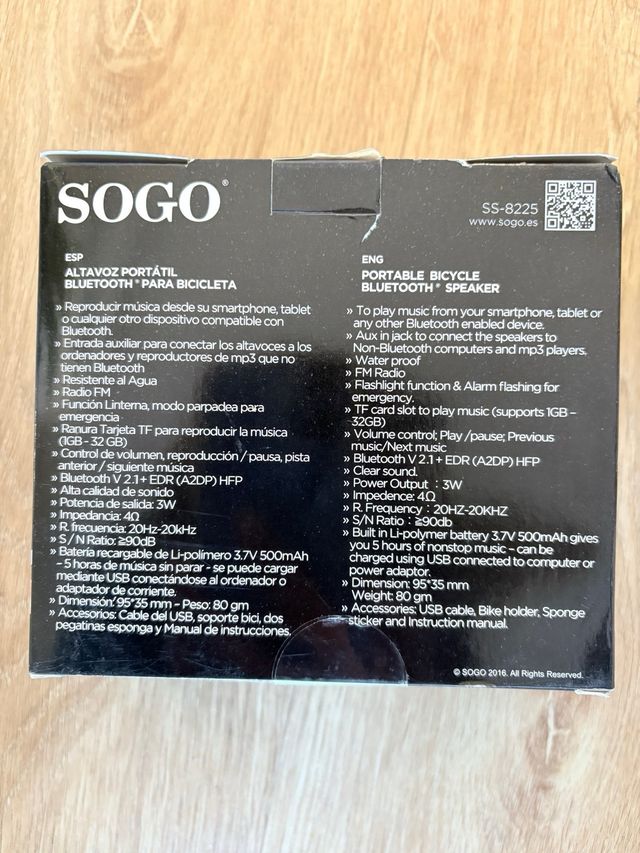 SOGO®
SS-8225
www.sogo.es
ESP
ALTAVOZ PORTÁTIL
BLUETOOTH® PARA BICICLETA
» Reproducir música desde su smartphone, tablet
o cualquier otro dispositivo compatible con
Bluetooth.
» Entrada auxiliar para conectar los altavoces a los
ordenadores y reproductores de mp3 que no
tienen Bluetooth
» Resistente al Agua
» Radio FM
» Función Linterna, modo parpadea para
emergencia
» Ranura Tarjeta TF para reproducir la música
(1GB- 32 GB)
» Control de volumen, reproducción / pausa, pista
anterior / siguiente música
» Bluetooth V 2.1+ EDR (A2DP) HFP
» Alta calidad de sonido
» Potencia de salida: 3W
» Impedancia: 4Ω
» R. frecuencia: 20Hz-20kHz
» S / N Ratio: ≥90dB
» Batería recargable de Li-polímero 3.7V 500mAh
– 5 horas de música sin parar - se puede cargar
mediante USB conectándose al ordenador o
adaptador de corriente.
» Dimensión: 95*35 mm – Peso: 80 gm
» Accesorios: Cable del USB, soporte bici, dos
pegatinas esponga y Manual de instrucciones.
ENG
PORTABLE BICYCLE
BLUETOOTH® SPEAKER
» To play music from your smartphone, tablet or
any other Bluetooth enabled device.
» Aux in jack to connect the speakers to
Non-Bluetooth computers and mp3 players.
» Water proof
» FM Radio
» Flashlight function & Alarm flashing for
emergency.
» TF card slot to play music (supports 1GB –
32GB)
» Volume control; Play /pause; Previous
music/Next music
» Bluetooth V 2.1 + EDR (A2DP) HFP
» Clear sound.
» Power Output : 3W
» Impedence: 4Ω
» R. Frequency : 20HZ-20KHZ
» S/N Ratio : ≥90db
» Built in Li-polymer battery 3.7V 500mAh gives
you 5 hours of nonstop music – can be
charged using USB connected to computer or
power adaptor.
» Dimension: 95*35 mm
Weight: 80 gm
» Accessories: USB cable, Bike holder, Sponge
sticker and Instruction manual.
© SOGO 2016. All Rights Reserved.